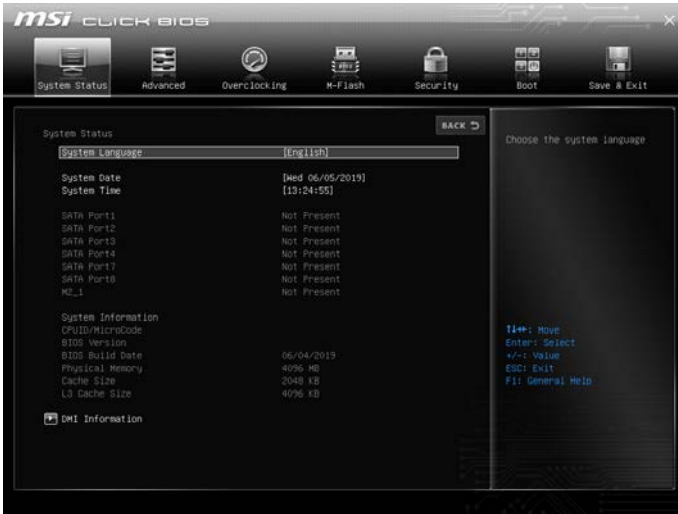 msi CLICK BIOS
System Status
Advanced
Overclocking
M-Flash
Security
Boot
Save & Exit
BACK
System Status
System Language [English]
System Date [Wed 06/05/2019]
System Time [13:24:55]
SATA Port1 Not Present
SATA Port2 Not Present
SATA Port3 Not Present
SATA Port4 Not Present
SATA Port7 Not Present
SATA Port8 Not Present
M2_1 Not Present
System Information
CPUID/MicroCode
BIOS Version
BIOS Build Date 06/04/2019
Physical Memory 4096 MB
Cache Size 2048 KB
L3 Cache Size 4096 KB
DMI Information
Choose the system language
↑↓←→: Move
Enter: Select
+/-: Value
ESC: Exit
F1: General Help